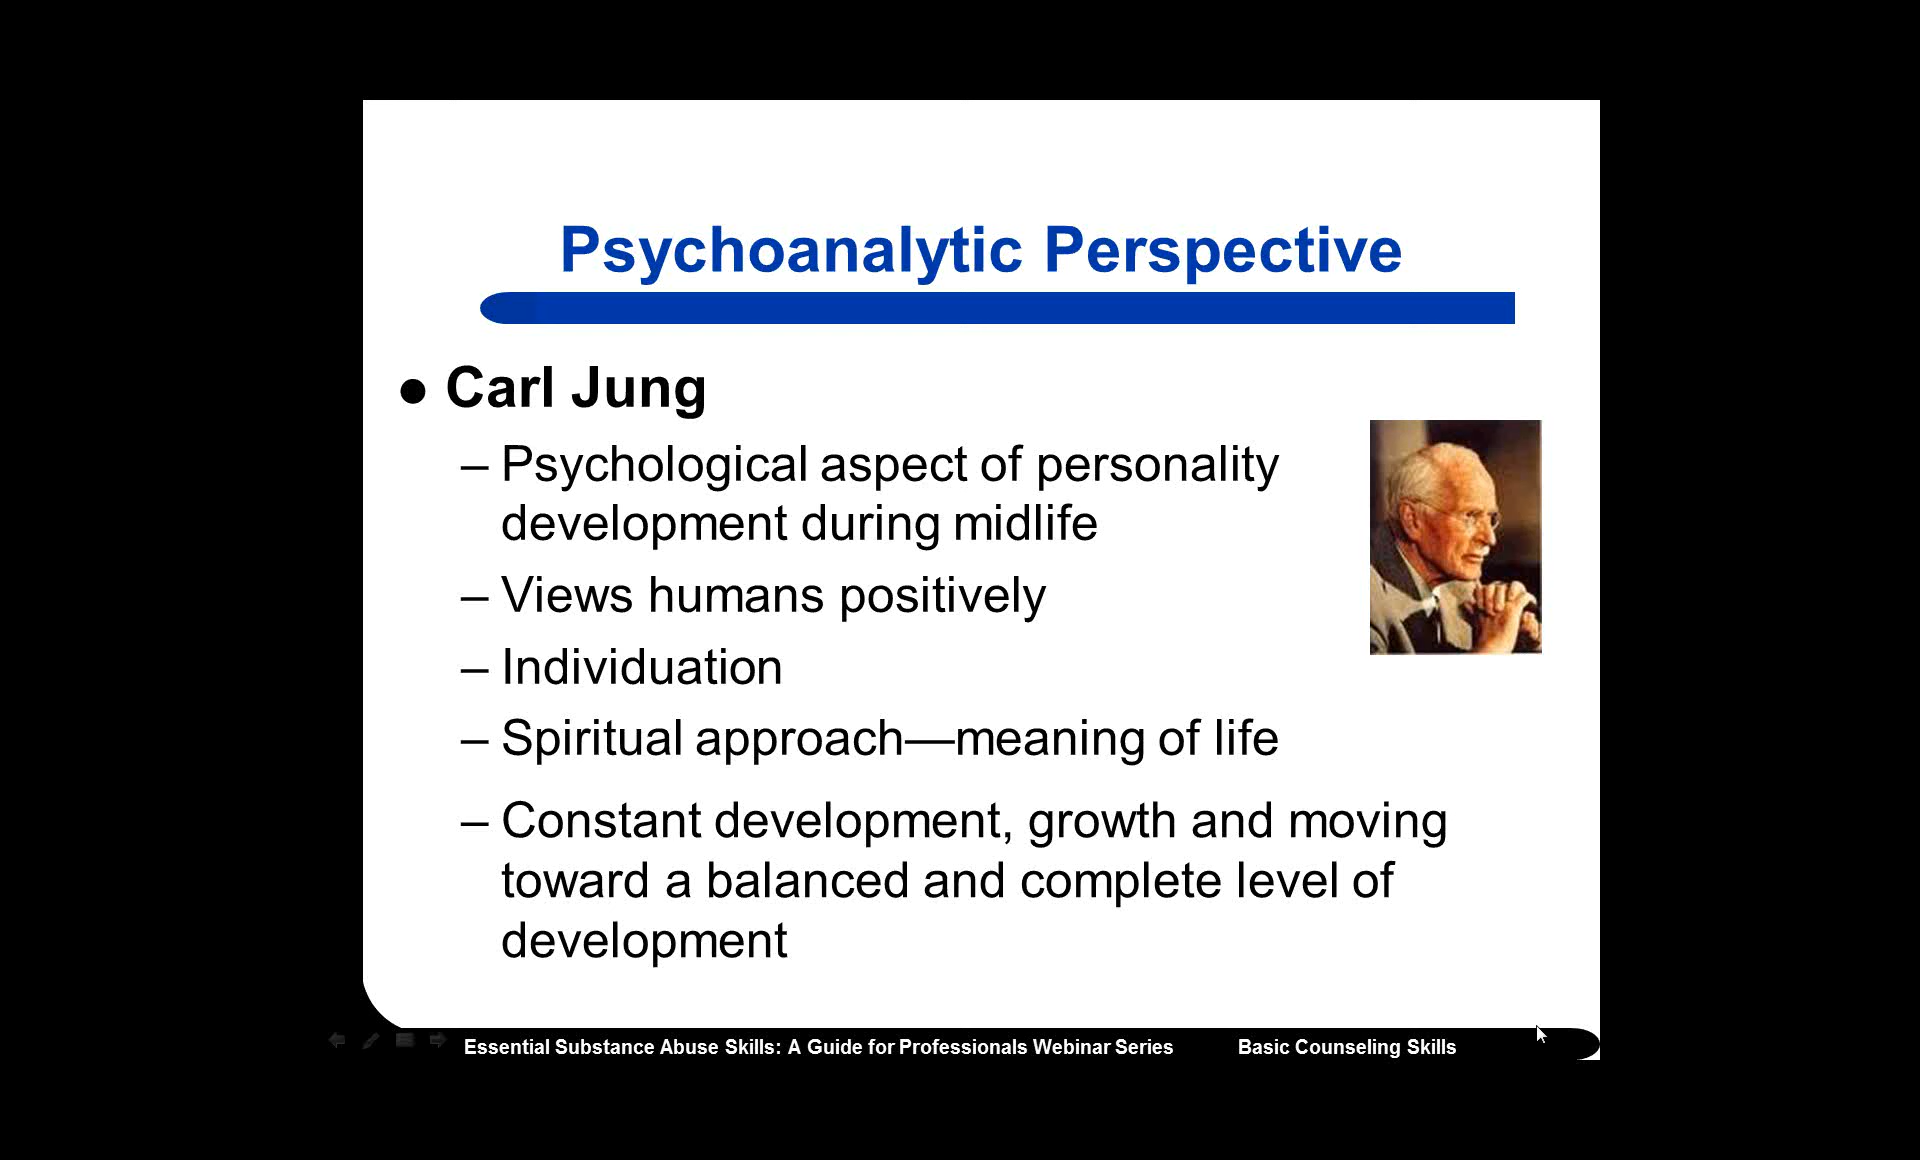 Psychoanalytic Perspective
● Carl Jung
– Psychological aspect of personality
development during midlife
– Views humans positively
– Individuation
– Spiritual approach—meaning of life
– Constant development, growth and moving
toward a balanced and complete level of
development
Essential Substance Abuse Skills: A Guide for Professionals Webinar Series Basic Counseling Skills